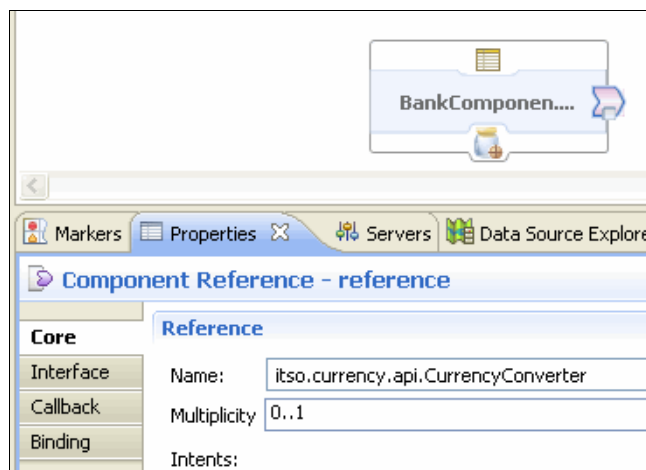 BankComponen....
Markers Properties Servers Data Source Explore
Component Reference - reference
Core
Reference
Interface
Name: itso.currency.api.CurrencyConverter
Callback
Multiplicity 0..1
Binding
Intents: